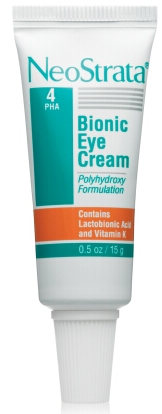 NeoStrata®
4
PHA
Bionic
Eye
Cream
Polyhydroxy
Formulation
Contains
Lactobionic Acid
and Vitamin K
0.5 oz / 15 g